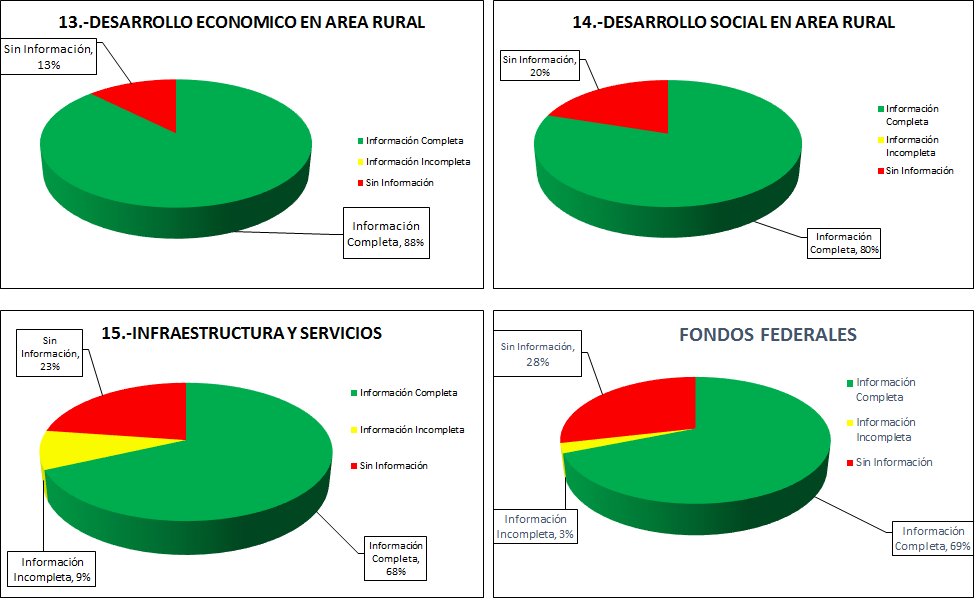 13.-DESARROLLO ECONOMICO EN AREA RURAL
Sin Información,
13%
Información Completa
Información Incompleta
Sin Información
Información
Completa, 88%
14.-DESARROLLO SOCIAL EN AREA RURAL
Sin Información,
20%
Información
Completa
Información
Incompleta
Sin Información
Información
Completa, 80%
15.-INFRAESTRUCTURA Y SERVICIOS
Sin
Información,
23%
Información Completa
Información Incompleta
Sin Información
Información
Completa,
68%
Información
Incompleta, 9%
FONDOS FEDERALES
Sin Información,
28%
Información
Completa
Información
Incompleta
Sin Información
Información
Incompleta, 3%
Información
Completa, 69%